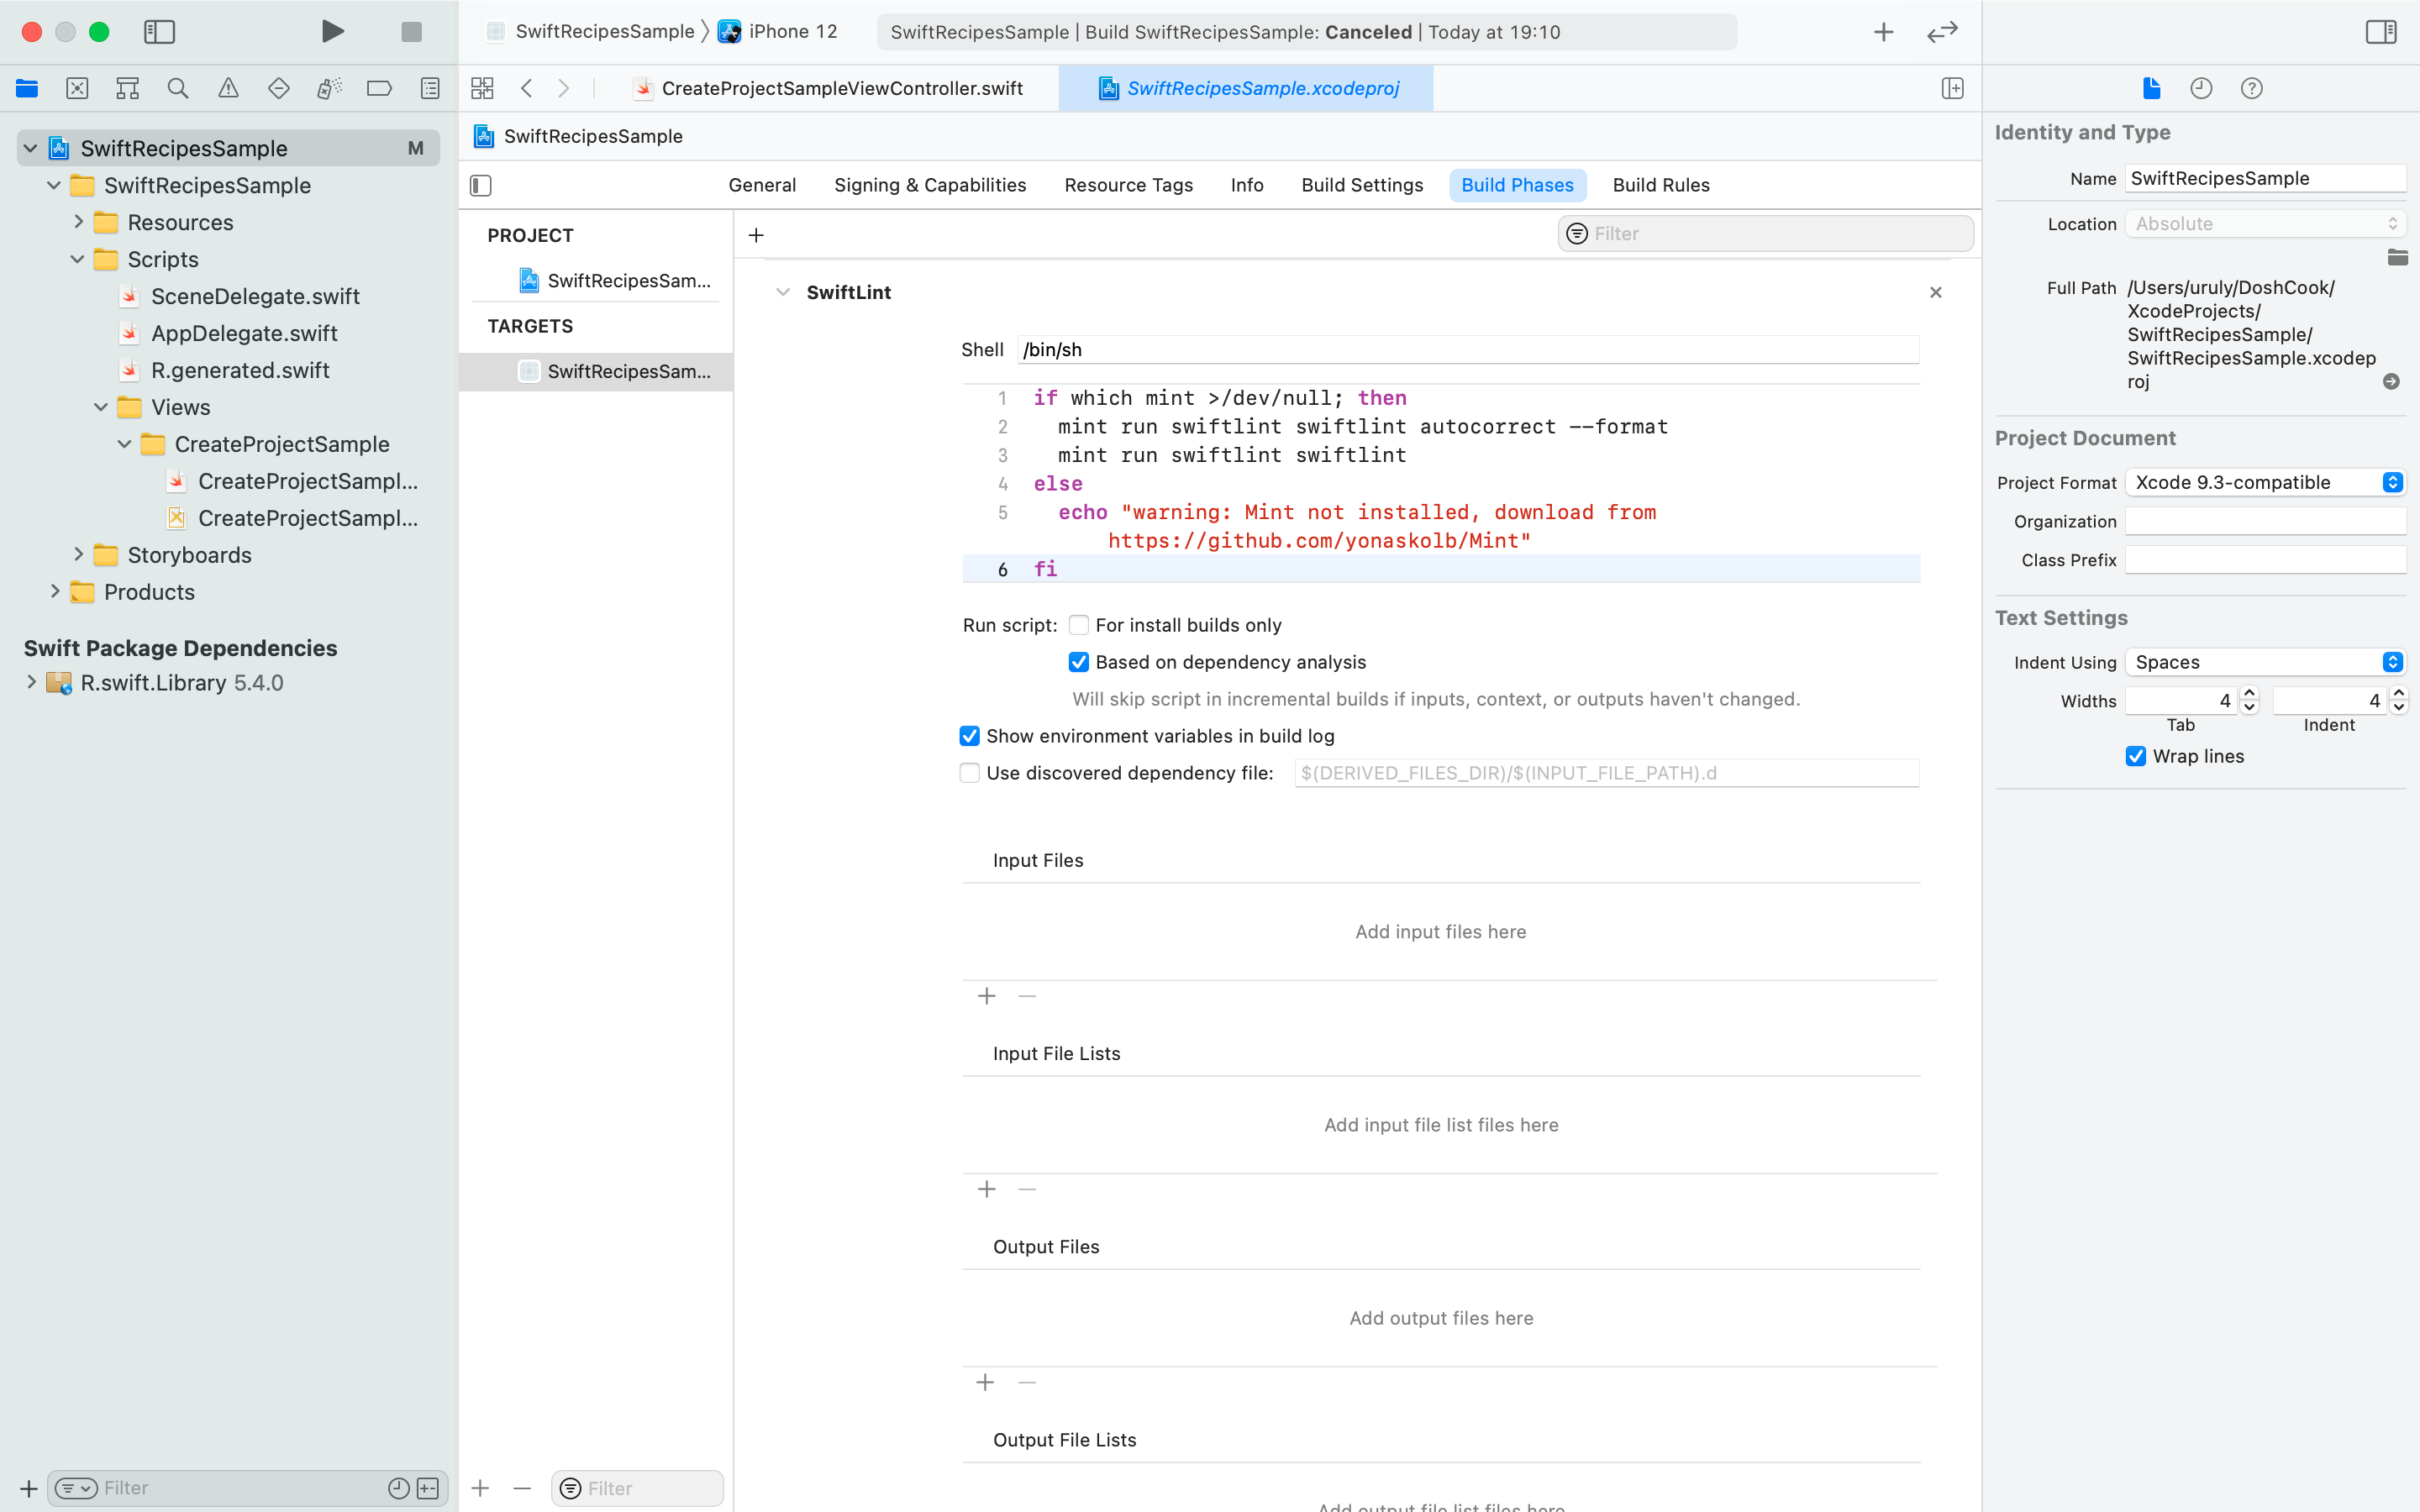 SwiftRecipesSample
iPhone 12
SwiftRecipesSample | Build SwiftRecipesSample: Canceled | Today at 19:10
CreateProjectSampleViewController.swift
SwiftRecipesSample.xcodeproj
SwiftRecipesSample M
SwiftRecipesSample
Resources
Scripts
SceneDelegate.swift
AppDelegate.swift
R.generated.swift
Views
CreateProjectSample
CreateProjectSampl...
CreateProjectSampl...
Storyboards
Products
Swift Package Dependencies
R.swift.Library 5.4.0
Filter
SwiftRecipesSample
General Signing & Capabilities Resource Tags Info Build Settings Build Phases Build Rules
PROJECT
SwiftRecipesSam...
TARGETS
SwiftRecipesSam...
Filter
Filter
SwiftLint
Shell /bin/sh
1 if which mint >/dev/null; then
2 mint run swiftlint swiftlint autocorrect --format
3 mint run swiftlint swiftlint
4 else
5 echo "warning: Mint not installed, download from
https://github.com/yonaskolb/Mint"
6 fi
Run script: For install builds only
Based on dependency analysis
Will skip script in incremental builds if inputs, context, or outputs haven't changed.
Show environment variables in build log
Use discovered dependency file: $(DERIVED_FILES_DIR)/$(INPUT_FILE_PATH).d
Input Files
Add input files here
Input File Lists
Add input file list files here
Output Files
Add output files here
Output File Lists
Add output file list files here
Identity and Type
Name SwiftRecipesSample
Location Absolute
Full Path /Users/uruly/DoshCook/
XcodeProjects/
SwiftRecipesSample/
SwiftRecipesSample.xcodep
roj
Project Document
Project Format Xcode 9.3-compatible
Organization
Class Prefix
Text Settings
Indent Using Spaces
Widths 4 4
Tab Indent
Wrap lines